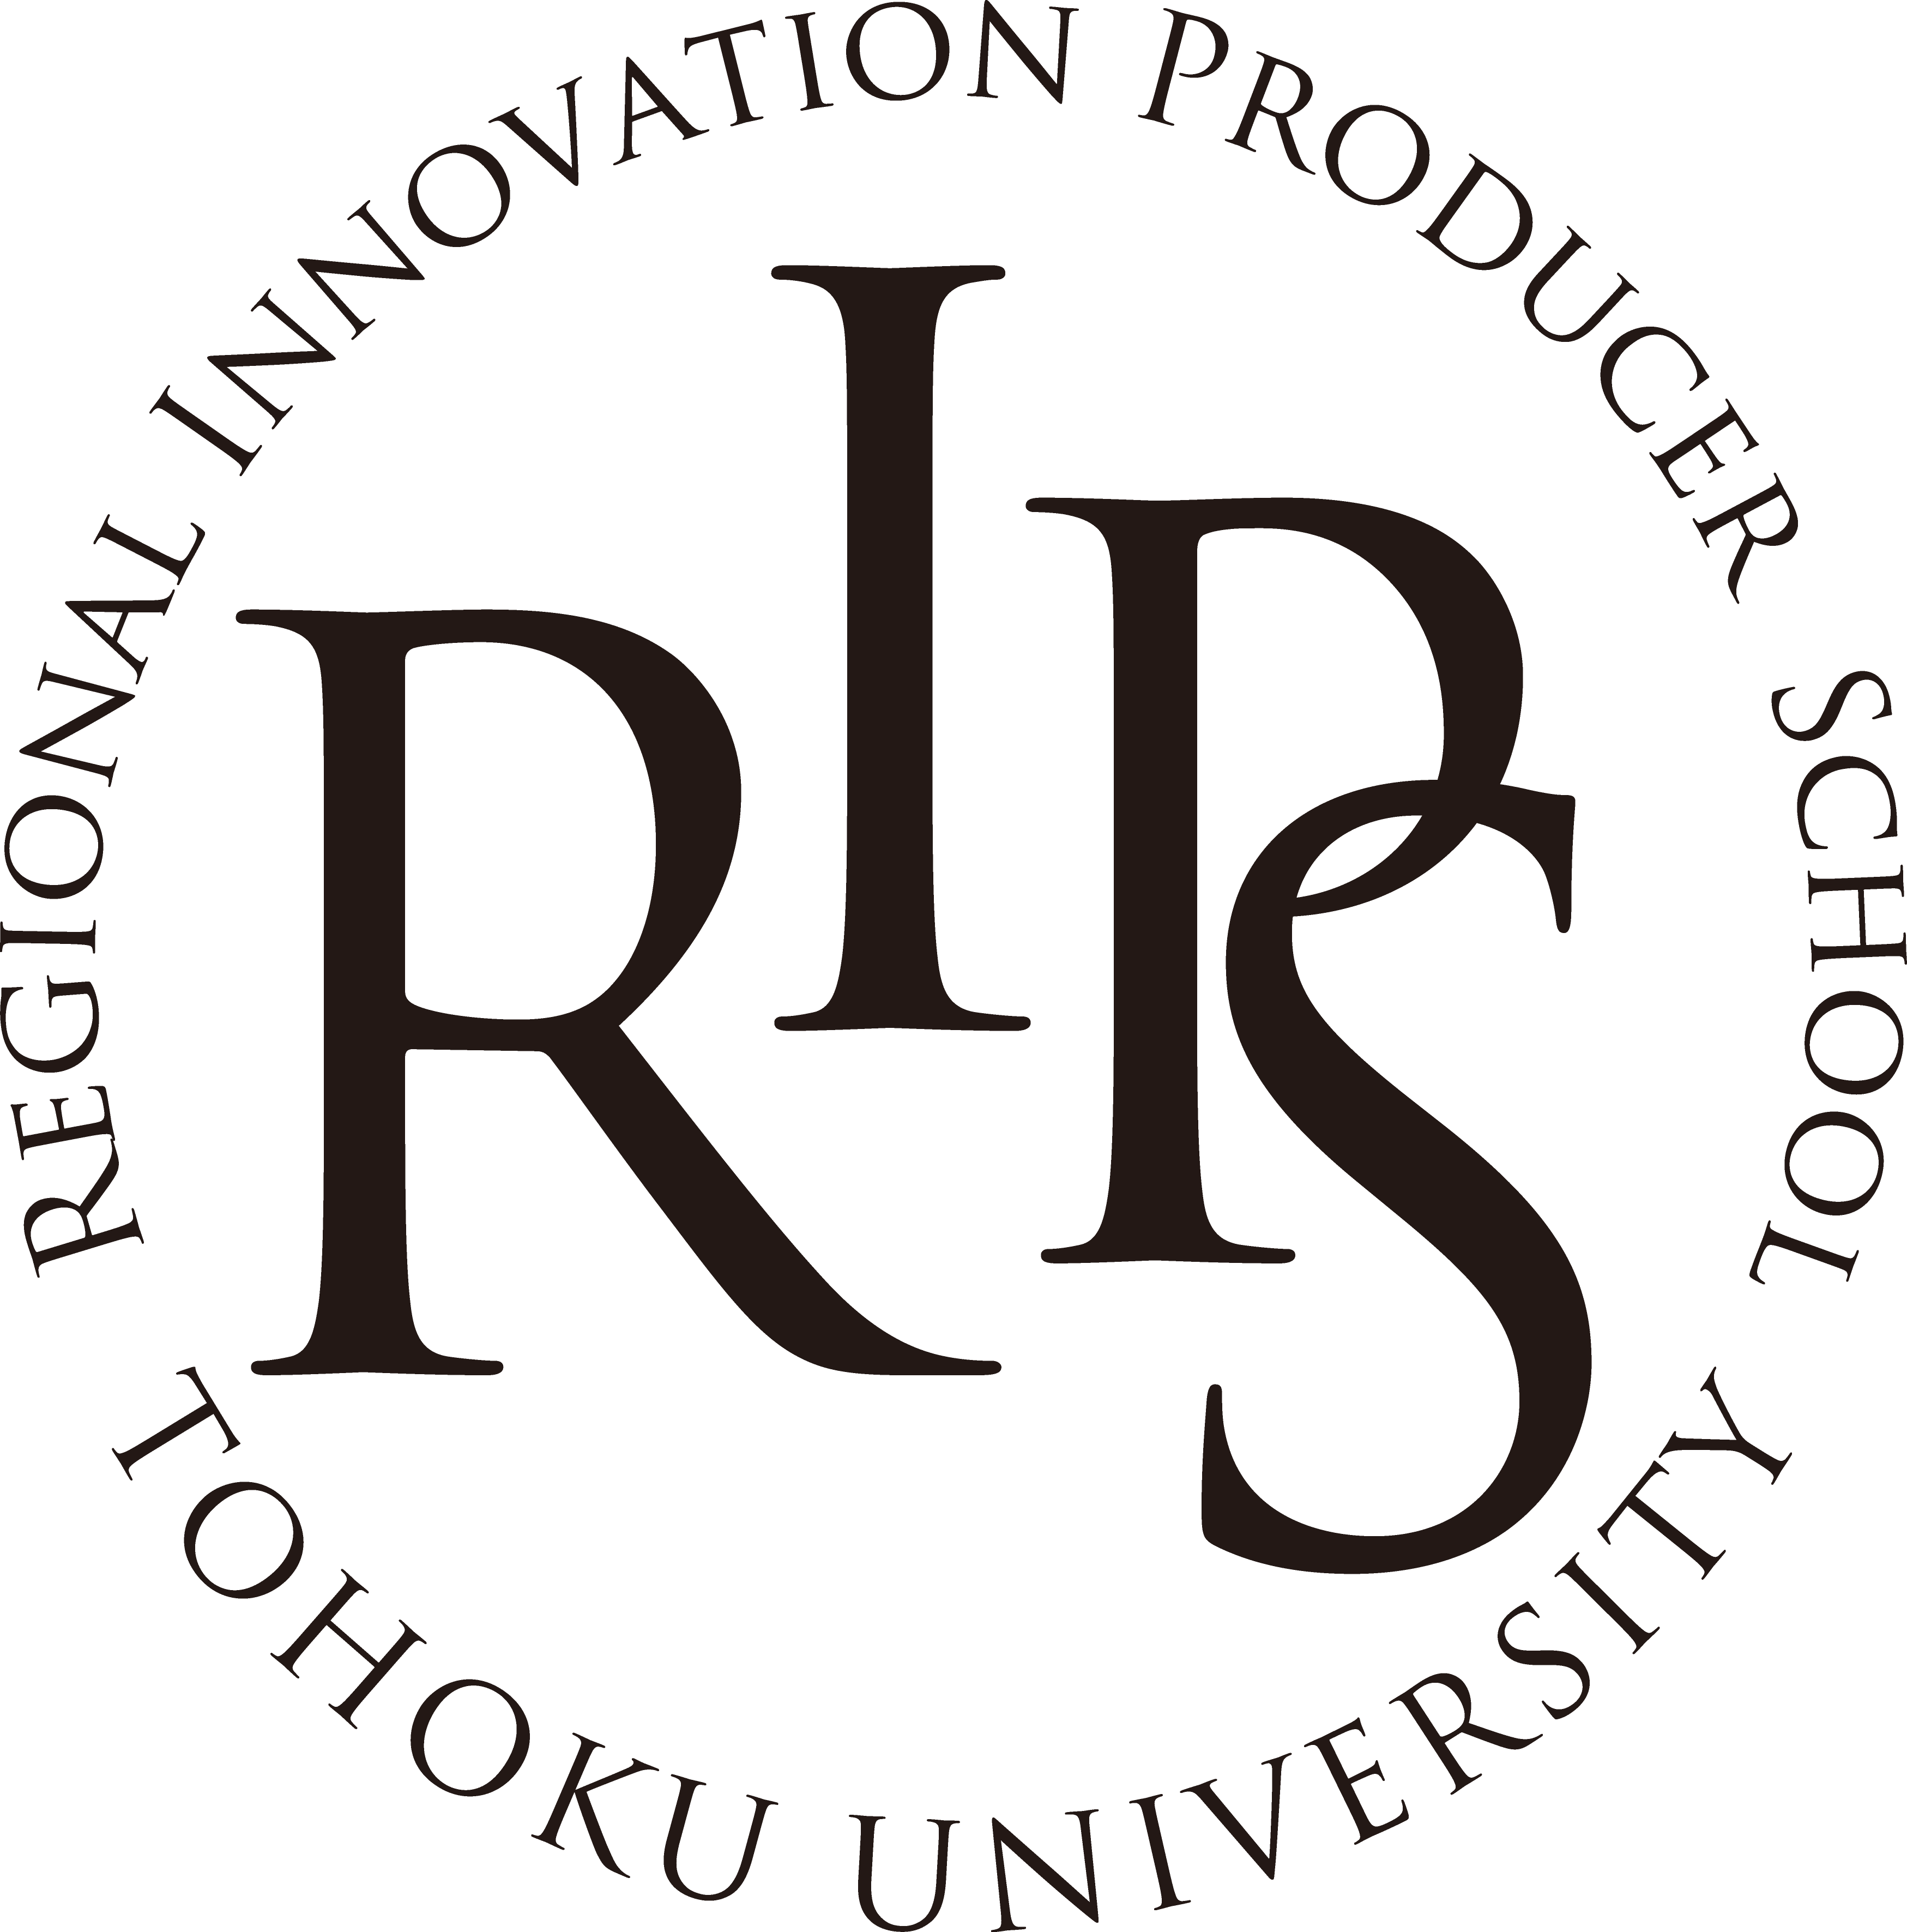 REGIONAL INNOVATION PRODUCER SCHOOL
RIPS
TOHOKU UNIVERSITY